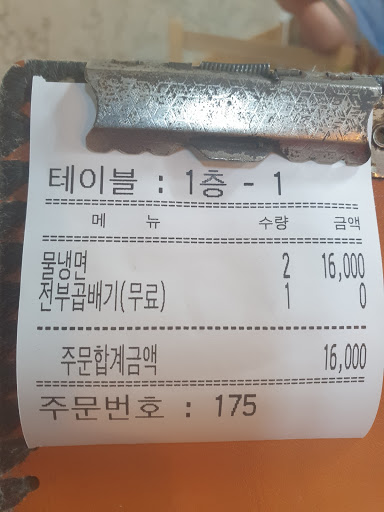 테이블 : 1층 - 1
메 뉴 수량 금액
물냉면 2 16,000
전부곱배기(무료) 1 0
주문합계금액 16,000
주문번호 : 175